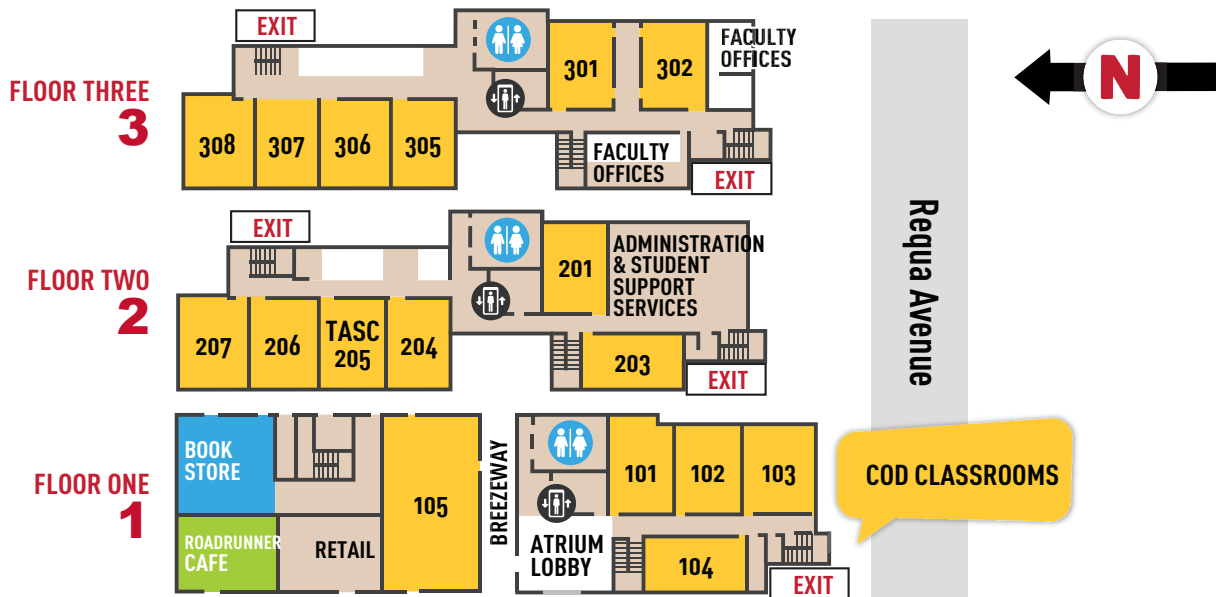 EXIT
FLOOR THREE
3
301
302
FACULTY
OFFICES
308
307
306
305
FACULTY
OFFICES
EXIT
N
EXIT
FLOOR TWO
2
201
ADMINISTRATION
& STUDENT
SUPPORT
SERVICES
207
206
TASC
205
204
203
EXIT
Requa Avenue
FLOOR ONE
1
BOOK
STORE
ROADRUNNER
CAFE
RETAIL
105
BREEZEWAY
101
102
103
ATRIUM
LOBBY
104
EXIT
COD CLASSROOMS